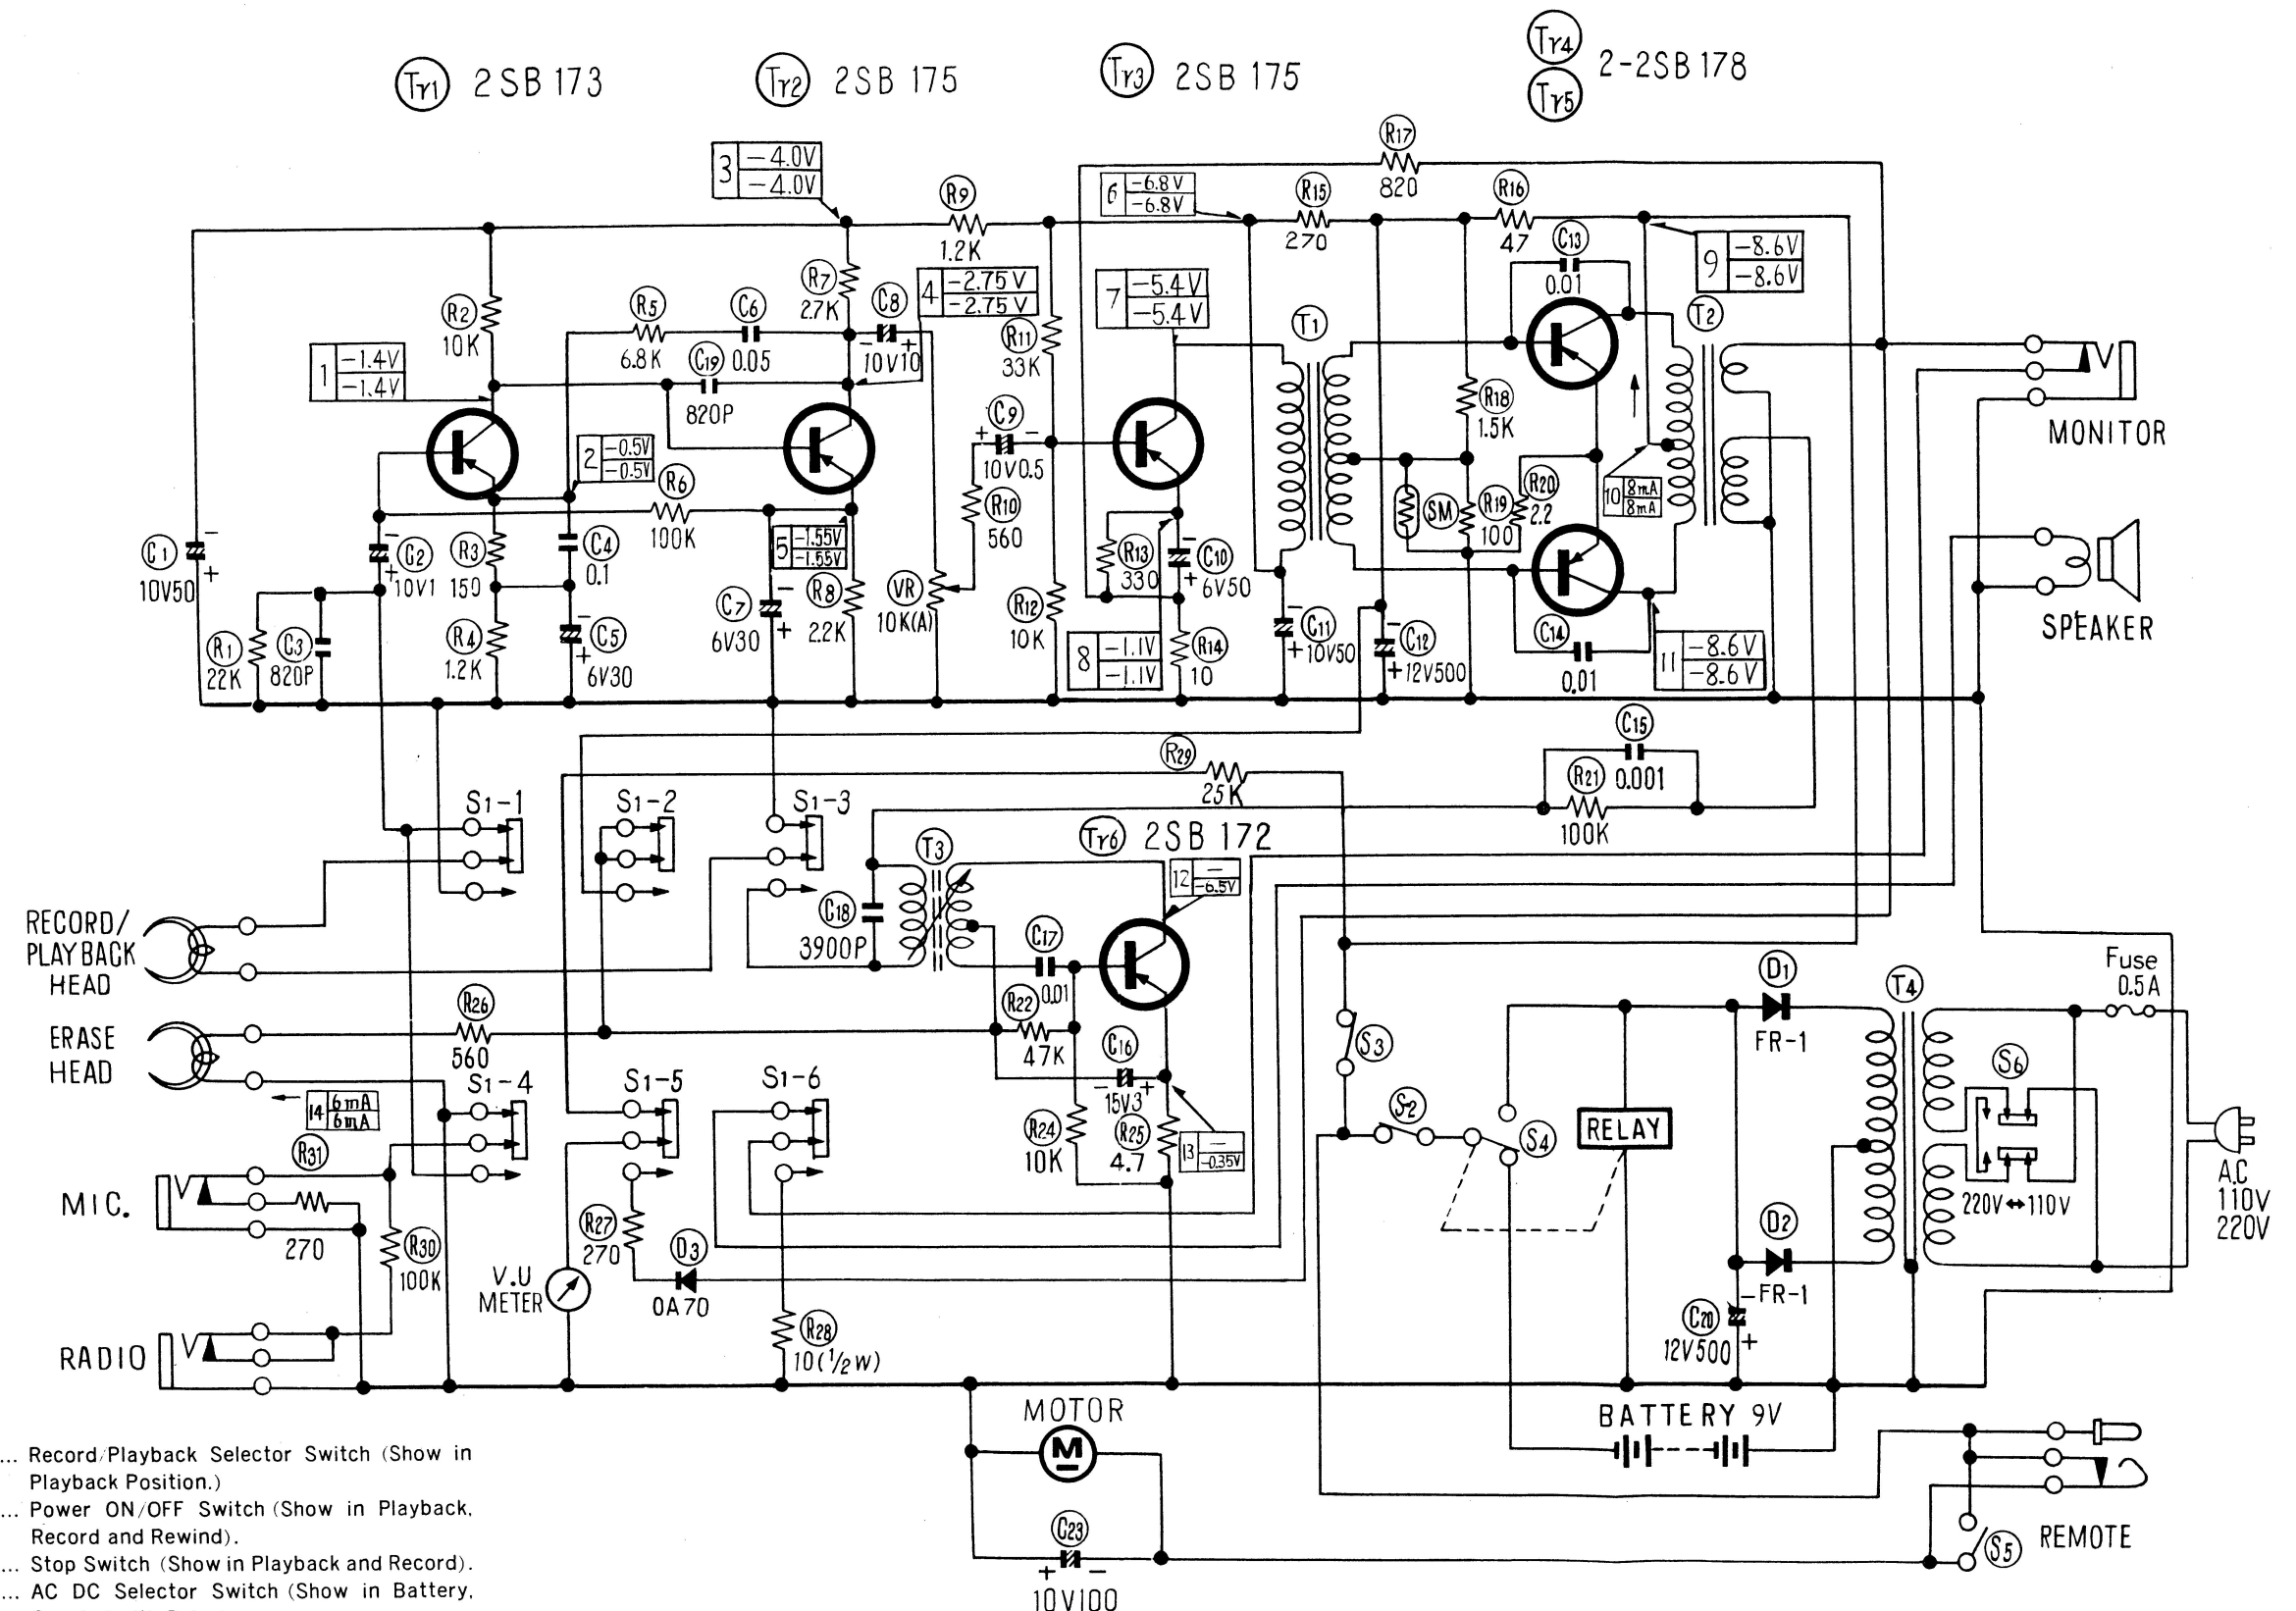 Tr1 2SB 173
Tr2 2SB 175
Tr3 2SB 175
Tr4
Tr5
2-2SB 178
R17
820
3 −4.0V
−4.0V
R9
1.2K
6 −6.8V
−6.8V
R15
270
R16
47
C13
0.01
9 −8.6V
−8.6V
R2
10K
R5
6.8K
C6
0.05
R7
27K
C8
10V10
− +
4 −2.75V
−2.75V
C19
820P
R11
33K
7 −5.4V
−5.4V
T1
T2
1 −1.4V
−1.4V
2 −0.5V
−0.5V
C9
+ −
10V0.5
R18
1.5K
MONITOR
R6
100K
R10
560
SM
R19
100
R20
2.2
10 8mA
8mA
C1
10V50
−
+
C2
10V1
−
+
R3
150
C4
0.1
5 −1.55V
−1.55V
R13
330
C10
6V50
−
+
R1
22K
C3
820P
R4
1.2K
C5
6V30
−
+
C7
6V30
−
+
R8
2.2K
VR
10K(A)
R12
10K
8 −1.1V
−1.1V
R14
10
C11
10V50
−
+
C12
12V500
−
+
C14
0.01
11 −8.6V
−8.6V
SPEAKER
R29
25K
C15
0.001
R21
100K
S1-1
S1-2
S1-3
T3
Tr6 2SB 172
12 —
−6.5V
C18
3900P
C17
0.01
RECORD/
PLAYBACK
HEAD
R26
560
R22
47K
C16
15V3
− +
ERASE
HEAD
14 6mA
6mA
S1-4
S1-5
S1-6
R24
10K
R25
4.7
13 —
−0.35V
S3
S2
S4
RELAY
D1
FR-1
T4
Fuse
0.5A
S6
220V ↔ 110V
A.C
110V
220V
R31
270
MIC.
R30
100K
R27
270
D3
0A70
D2
FR-1
V.U
METER
R28
10(1/2W)
C20
12V500
−
+
RADIO
MOTOR
M
BATTERY 9V
C23
+ −
10V100
S5
REMOTE
... Record/Playback Selector Switch (Show in
Playback Position.)
... Power ON/OFF Switch (Show in Playback,
Record and Rewind).
... Stop Switch (Show in Playback and Record).
... AC DC Selector Switch (Show in Battery,